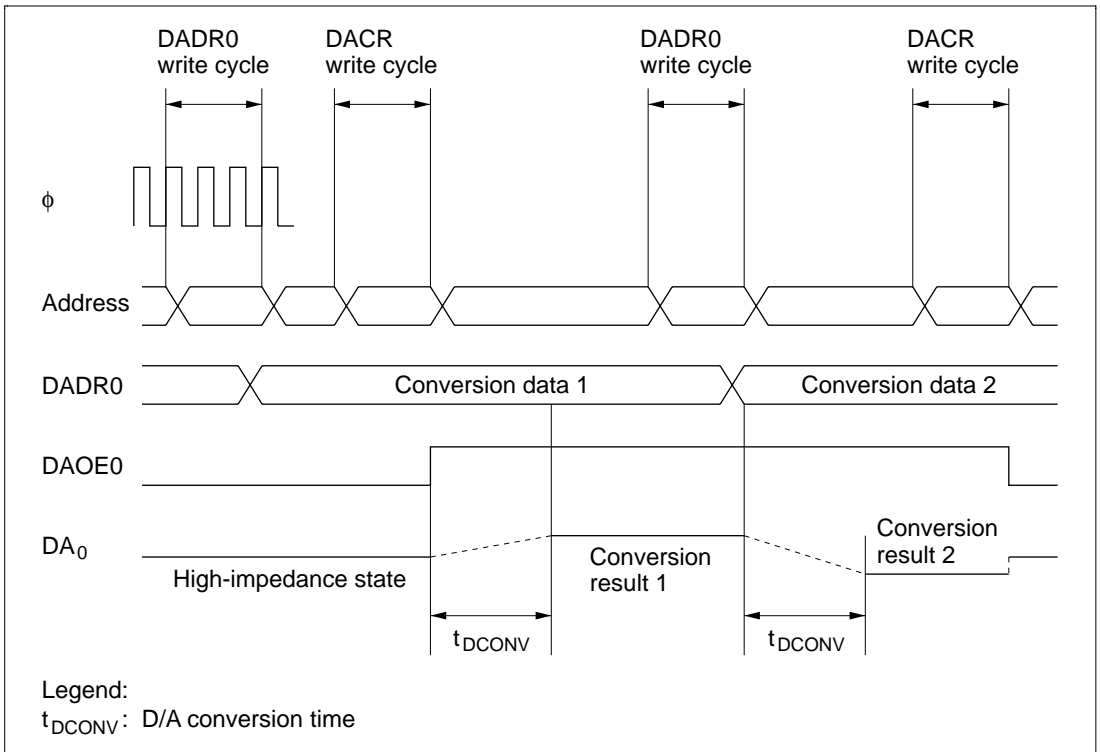 DADR0
write cycle
DACR
write cycle
DADR0
write cycle
DACR
write cycle
ϕ
Address
DADR0
Conversion data 1
Conversion data 2
DAOE0
DA0
High-impedance state
Conversion
result 1
Conversion
result 2
tDCONV
tDCONV
Legend:
tDCONV: D/A conversion time